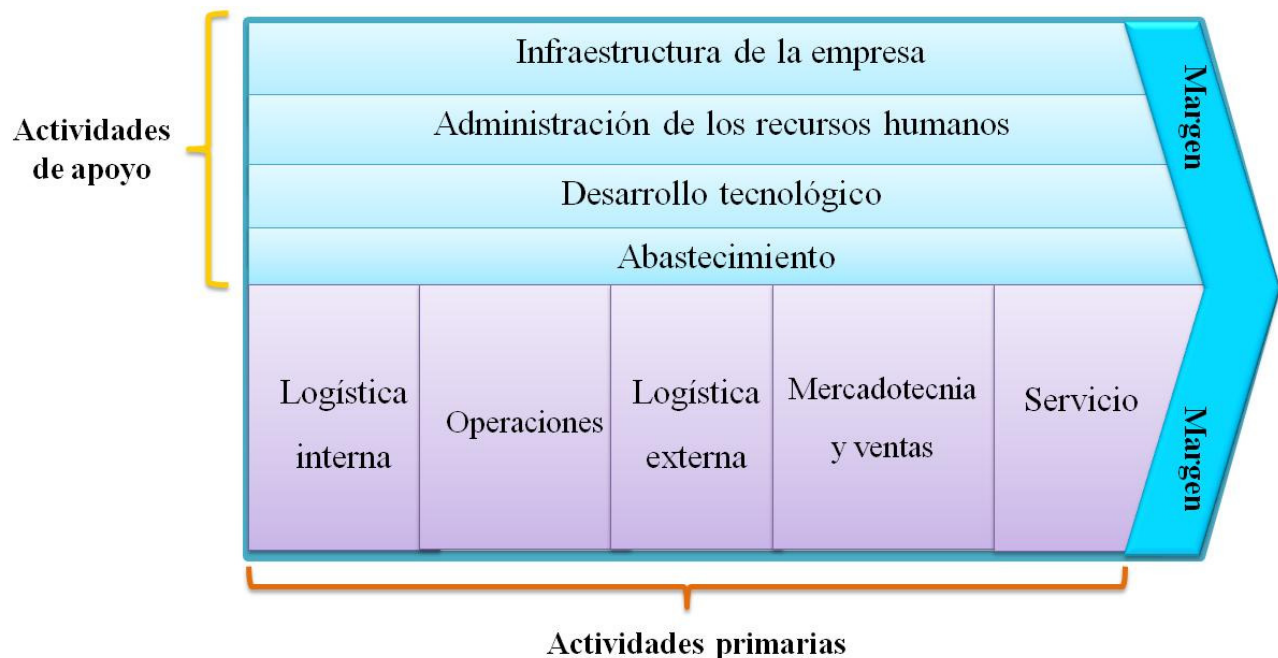 Infraestructura de la empresa
Administración de los recursos humanos
Desarrollo tecnológico
Abastecimiento
Actividades
de apoyo
Margen
Logística
interna
Operaciones
Logística
externa
Mercadotecnia
y ventas
Servicio
Margen
Actividades primarias